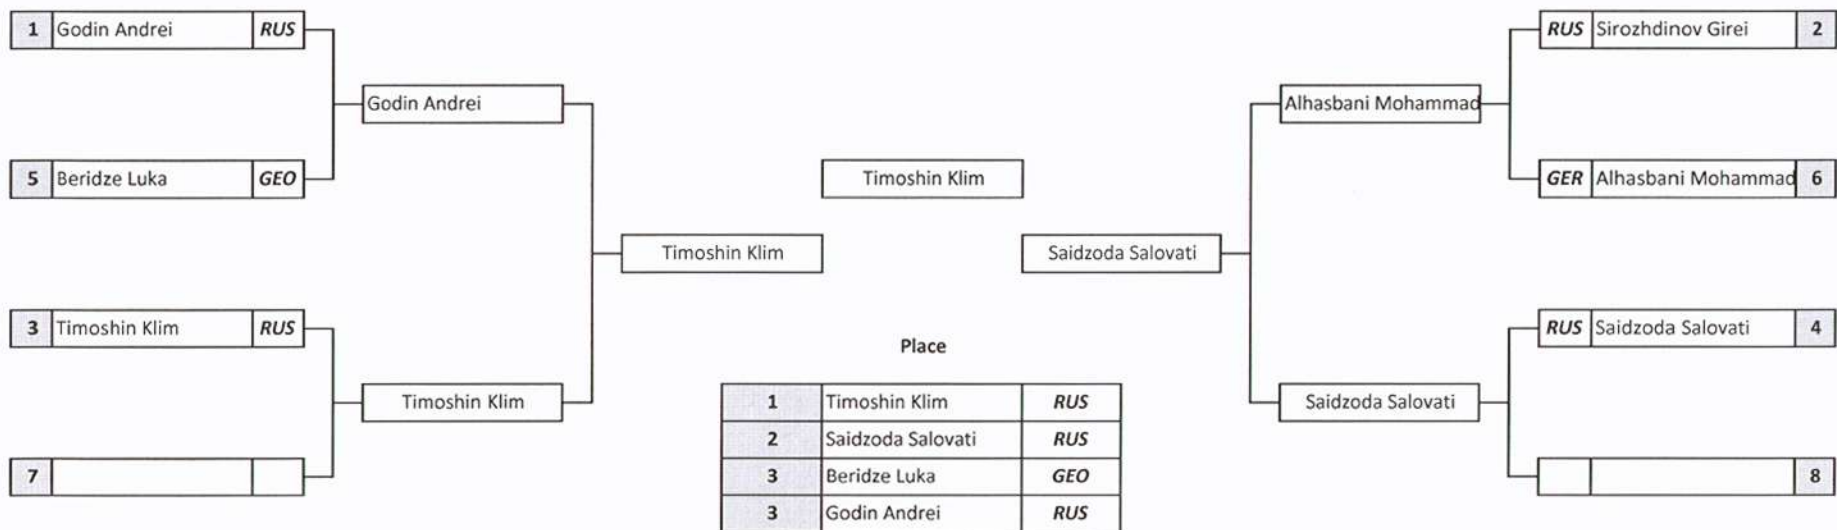 1 Godin Andrei RUS
RUS Sirozhdinov Girei 2
Godin Andrei
Alhasbani Mohammad
5 Beridze Luka GEO
Timoshin Klim
GER Alhasbani Mohammad 6
Timoshin Klim
Saidzoda Salovati
3 Timoshin Klim RUS
RUS Saidzoda Salovati 4
Place
Timoshin Klim
1 Timoshin Klim RUS
Saidzoda Salovati
2 Saidzoda Salovati RUS
7
3 Beridze Luka GEO
8
3 Godin Andrei RUS